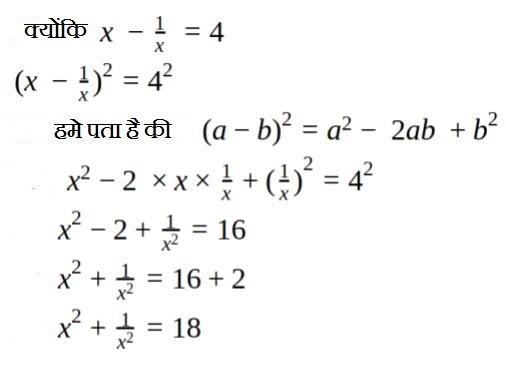 क्योंकि x − 1/x = 4
(x − 1/x)² = 4²
हमे पता है की (a − b)² = a² − 2ab + b²
x² − 2 × x × 1/x + (1/x)² = 4²
x² − 2 + 1/x² = 16
x² + 1/x² = 16 + 2
x² + 1/x² = 18